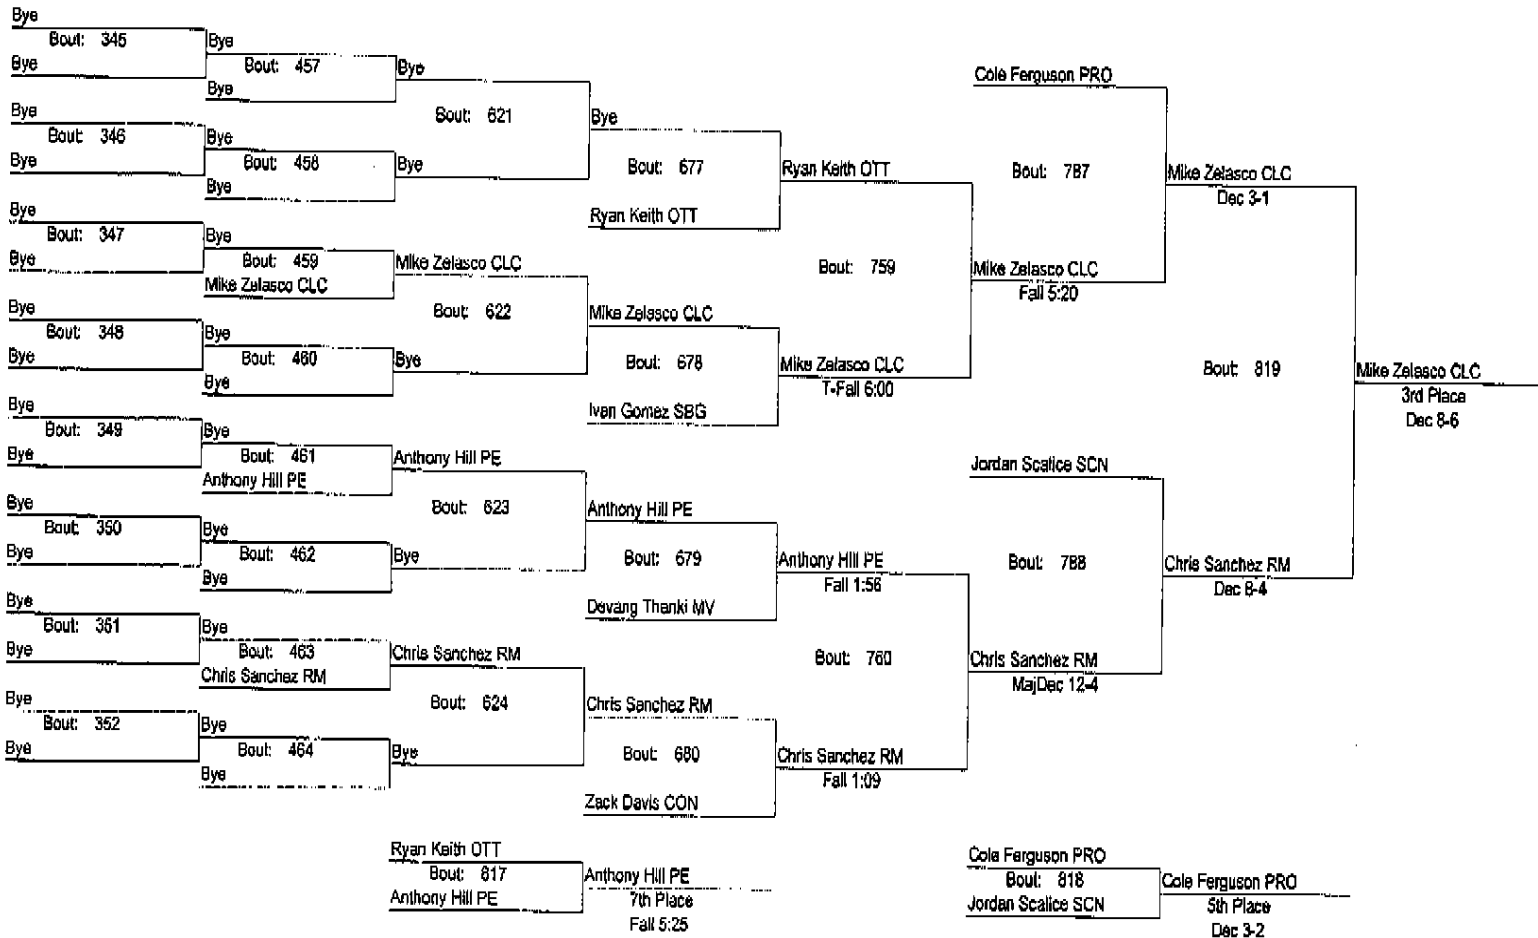 Bye
Bout: 345
Bye
Bye
Bout: 457
Bye
Bye
Bout: 346
Bye
Bye
Bout: 458
Bye
Bye
Bout: 621
Bye
Bye
Bout: 347
Bye
Bye
Bout: 459
Mike Zelasco CLC
Bye
Bout: 348
Bye
Bye
Bout: 460
Bye
Mike Zelasco CLC
Bout: 622
Bye
Bye
Bout: 349
Bye
Bye
Bout: 461
Anthony Hill PE
Bye
Bout: 350
Bye
Bye
Bout: 462
Bye
Anthony Hill PE
Bout: 623
Bye
Bye
Bout: 351
Bye
Bye
Bout: 463
Chris Sanchez RM
Bye
Bout: 352
Bye
Bye
Bout: 464
Bye
Chris Sanchez RM
Bout: 624
Bye
Bye
Bout: 677
Ryan Keith OTT
Mike Zelasco CLC
Bout: 678
Ivan Gomez SBG
Anthony Hill PE
Bout: 679
Devang Thanki MV
Chris Sanchez RM
Bout: 680
Zack Davis CON
Ryan Keith OTT
Bout: 759
Mike Zelasco CLC
T-Fall 6:00
Anthony Hill PE
Fall 1:56
Bout: 760
Chris Sanchez RM
Fall 1:09
Cole Ferguson PRO
Bout: 787
Mike Zelasco CLC
Fall 5:20
Jordan Scalice SCN
Bout: 788
Chris Sanchez RM
MajDec 12-4
Mike Zelasco CLC
Dec 3-1
Bout: 819
Chris Sanchez RM
Dec 8-4
Mike Zelasco CLC
3rd Place
Dec 8-6
Ryan Keith OTT
Bout: 817
Anthony Hill PE
Anthony Hill PE
7th Place
Fall 5:25
Cole Ferguson PRO
Bout: 818
Jordan Scalice SCN
Cole Ferguson PRO
5th Place
Dec 3-2